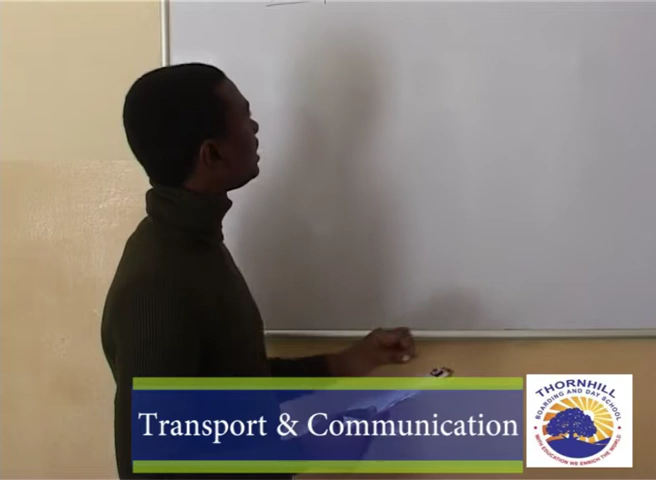 Transport & Communication
THORNHILL
BOARDING AND DAY SCHOOL
WITH EDUCATION WE ENRICH THE WORLD